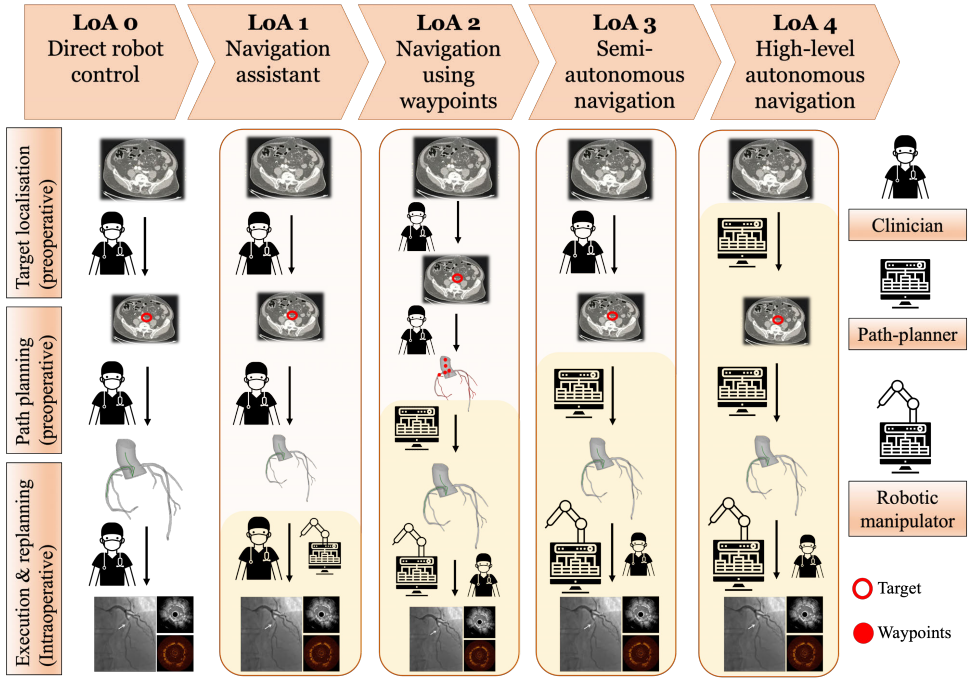 LoA 0
Direct robot
control
LoA 1
Navigation
assistant
LoA 2
Navigation
using
waypoints
LoA 3
Semi-
autonomous
navigation
LoA 4
High-level
autonomous
navigation
Target localisation
(preoperative)
Path planning
(preoperative)
Execution & replanning
(Intraoperative)
Clinician
Path-planner
Robotic
manipulator
Target
Waypoints